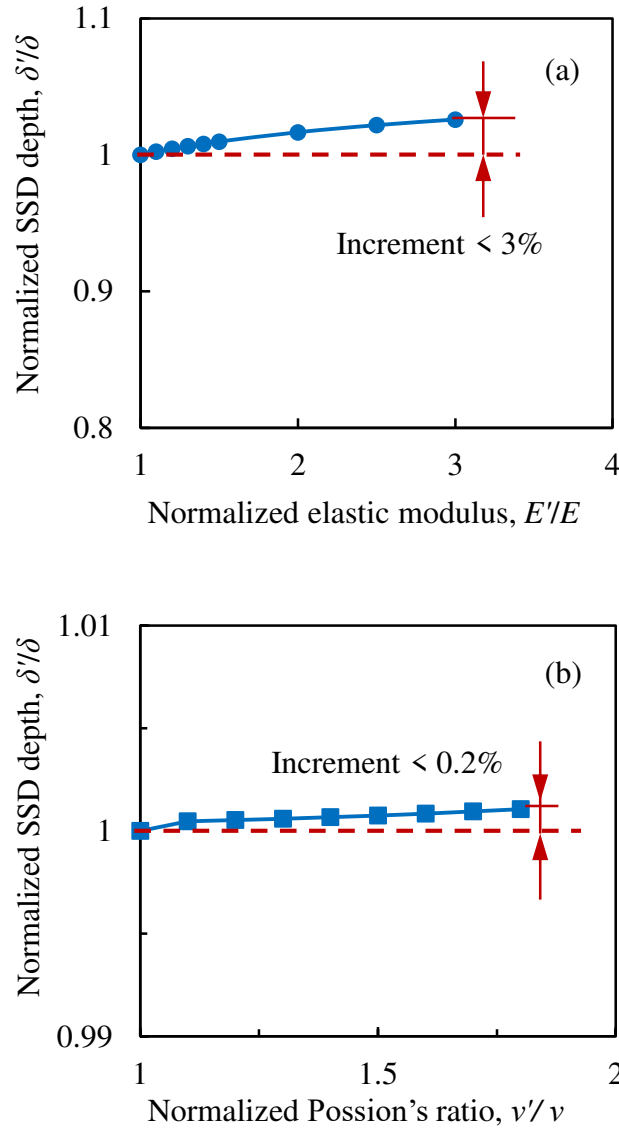 1.1
(a)
1
Increment < 3%
0.9
0.8
1 2 3 4
Normalized SSD depth, δ'/δ
Normalized elastic modulus, E'/E
1.01
(b)
Increment < 0.2%
1
0.99
1 1.5 2
Normalized SSD depth, δ'/δ
Normalized Possion's ratio, ν'/ν